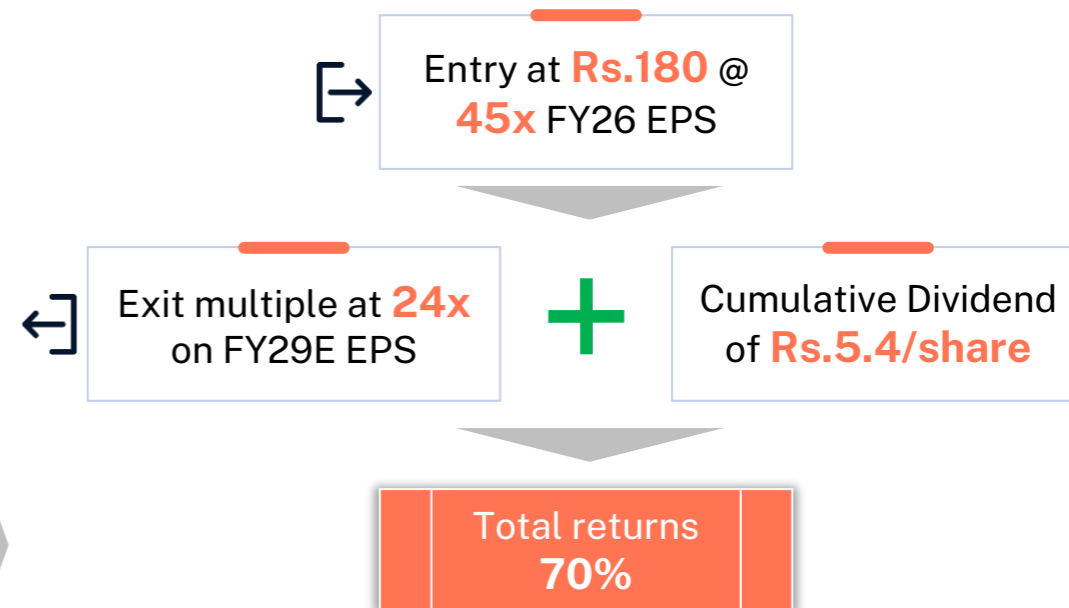 Entry at Rs.180 @
45x FY26 EPS
Exit multiple at 24x
on FY29E EPS
Cumulative Dividend
of Rs.5.4/share
Total returns
70%